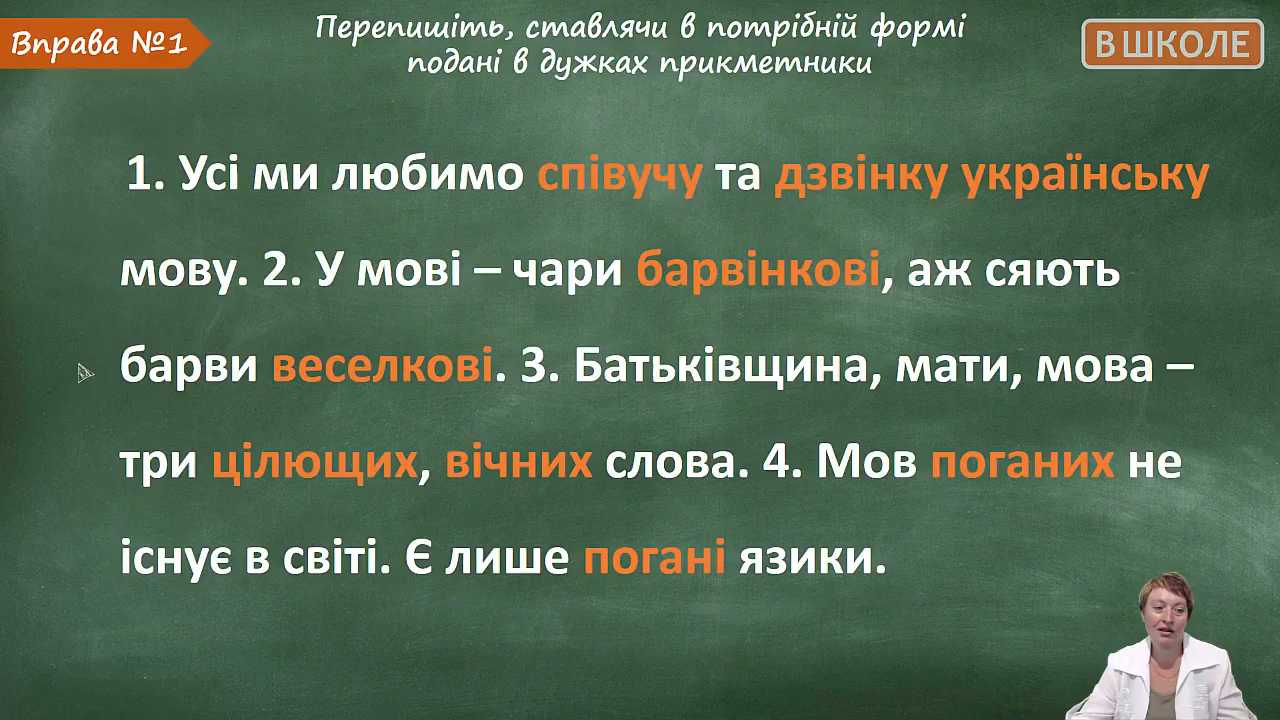 Вправа №1
Перепишіть, ставлячи в потрібній формі
подані в дужках прикметники
В ШКОЛЕ
1. Усі ми любимо співучу та дзвінку українську
мову. 2. У мові – чари барвінкові, аж сяють
барви веселкові. 3. Батьківщина, мати, мова –
три цілющих, вічних слова. 4. Мов поганих не
існує в світі. Є лише погані язики.